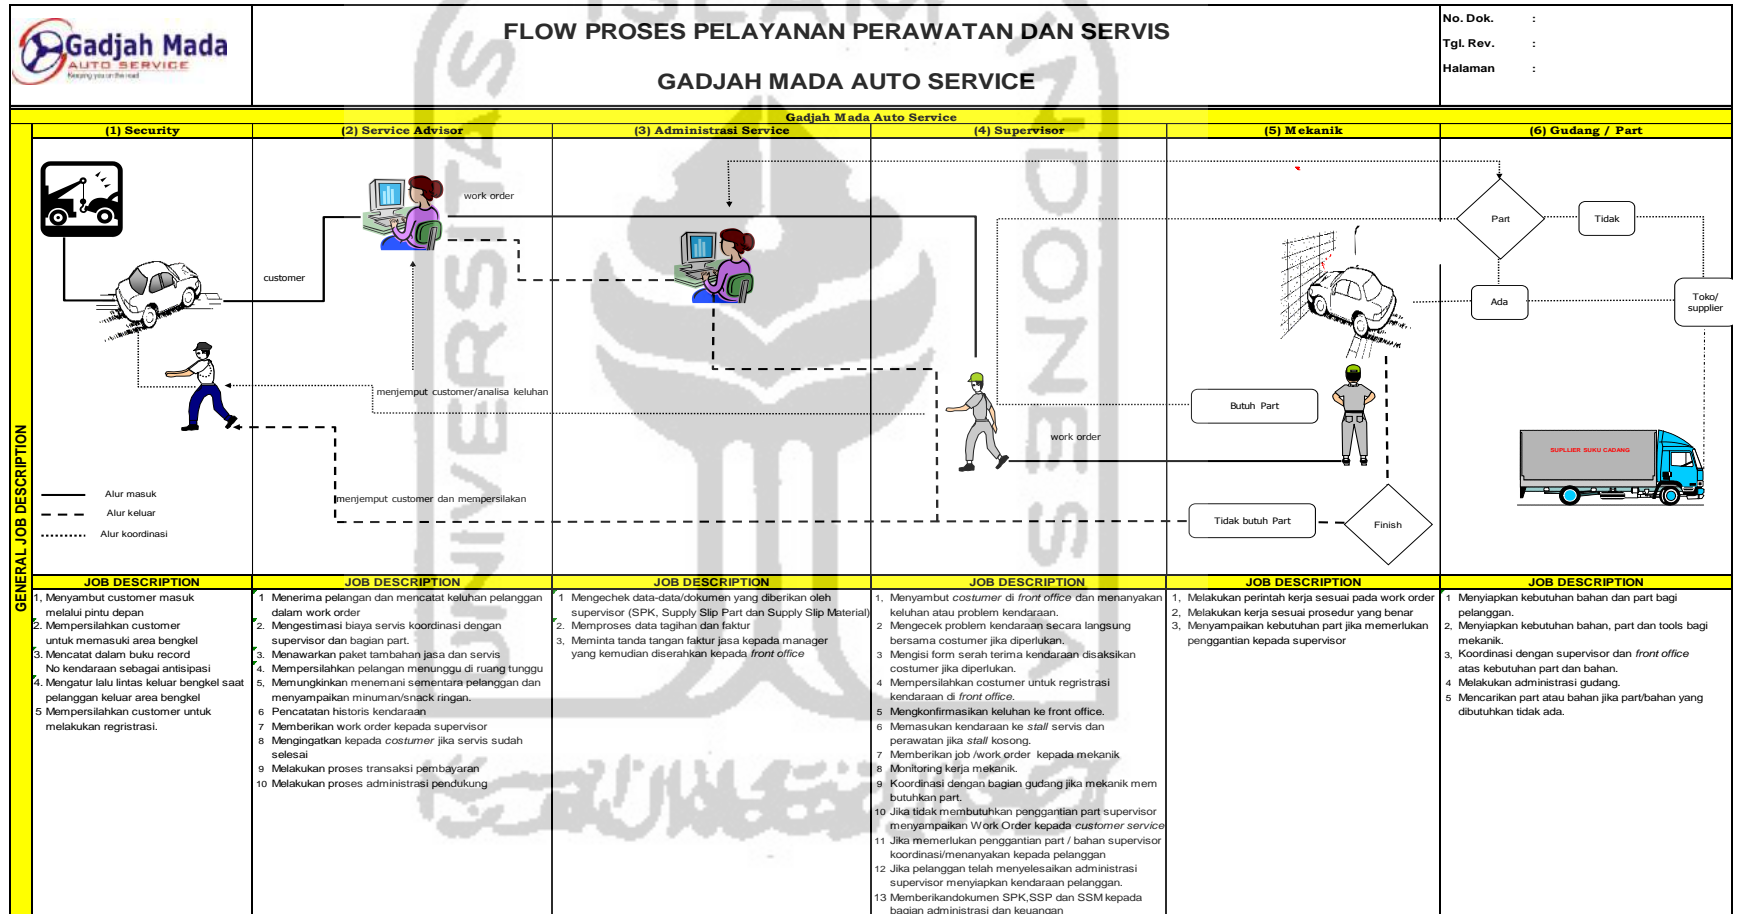 Gadjah Mada
AUTO SERVICE
Keeping you on the road
FLOW PROSES PELAYANAN PERAWATAN DAN SERVIS
GADJAH MADA AUTO SERVICE
No. Dok. :
Tgl. Rev. :
Halaman :
Gadjah Mada Auto Service
(1) Security
(2) Service Advisor
(3) Administrasi Service
(4) Supervisor
(5) Mekanik
(6) Gudang / Part
GENERAL JOB DESCRIPTION
work order
customer
menjemput customer/analisa keluhan
menjemput customer dan mempersilakan
work order
Butuh Part
Tidak butuh Part
Finish
Part
Tidak
Ada
Toko/
supplier
SUPLLIER SUKU CADANG
Alur masuk
Alur keluar
Alur koordinasi
ISLAM
UNIVERSITAS
INDONESIA
JOB DESCRIPTION
1, Menyambut customer masuk
melalui pintu depan
2. Mempersilahkan customer
untuk memasuki area bengkel
3. Mencatat dalam buku record
No kendaraan sebagai antisipasi
4. Mengatur lalu lintas keluar bengkel saat
pelanggan keluar area bengkel
5 Mempersilahkan customer untuk
melakukan regristrasi.
JOB DESCRIPTION
1 Menerima pelangan dan mencatat keluhan pelanggan
dalam work order
2. Mengestimasi biaya servis koordinasi dengan
supervisor dan bagian part.
3. Menawarkan paket tambahan jasa dan servis
4. Mempersilahkan pelangan menunggu di ruang tunggu
5, Memungkinkan menemani sementara pelanggan dan
menyampaikan minuman/snack ringan.
6 Pencatatan historis kendaraan
7 Memberikan work order kepada supervisor
8 Mengingatkan kepada costumer jika servis sudah
selesai
9 Melakukan proses transaksi pembayaran
10 Melakukan proses administrasi pendukung
JOB DESCRIPTION
1 Mengechek data-data/dokumen yang diberikan oleh
supervisor (SPK, Supply Slip Part dan Supply Slip Material)
2. Memproses data tagihan dan faktur
3, Meminta tanda tangan faktur jasa kepada manager
yang kemudian diserahkan kepada front office
JOB DESCRIPTION
1, Menyambut costumer di front office dan menanyakan
keluhan atau problem kendaraan.
2 Mengecek problem kendaraan secara langsung
bersama costumer jika diperlukan.
3 Mengisi form serah terima kendaraan disaksikan
costumer jika diperlukan.
4 Mempersilahkan costumer untuk regristrasi
kendaraan di front office.
5 Mengkonfirmasikan keluhan ke front office.
6 Memasukan kendaraan ke stall servis dan
perawatan jika stall kosong.
7 Memberikan job /work order kepada mekanik
8 Monitoring kerja mekanik.
9 Koordinasi dengan bagian gudang jika mekanik mem
butuhkan part.
10 Jika tidak membutuhkan penggantian part supervisor
menyampaikan Work Order kepada customer service
11 Jika memerlukan penggantian part / bahan supervisor
koordinasi/menanyakan kepada pelanggan
12 Jika pelanggan telah menyelesaikan administrasi
supervisor menyiapkan kendaraan pelanggan.
13 Memberikandokumen SPK,SSP dan SSM kepada
bagian administrasi dan keuangan
JOB DESCRIPTION
1, Melakukan perintah kerja sesuai pada work order
2, Melakukan kerja sesuai prosedur yang benar
3, Menyampaikan kebutuhan part jika memerlukan
penggantian kepada supervisor
JOB DESCRIPTION
1 Menyiapkan kebutuhan bahan dan part bagi
pelanggan.
2, Menyiapkan kebutuhan bahan, part dan tools bagi
mekanik.
3, Koordinasi dengan supervisor dan front office
atas kebutuhan part dan bahan.
4 Melakukan administrasi gudang.
5 Mencarikan part atau bahan jika part/bahan yang
dibutuhkan tidak ada.